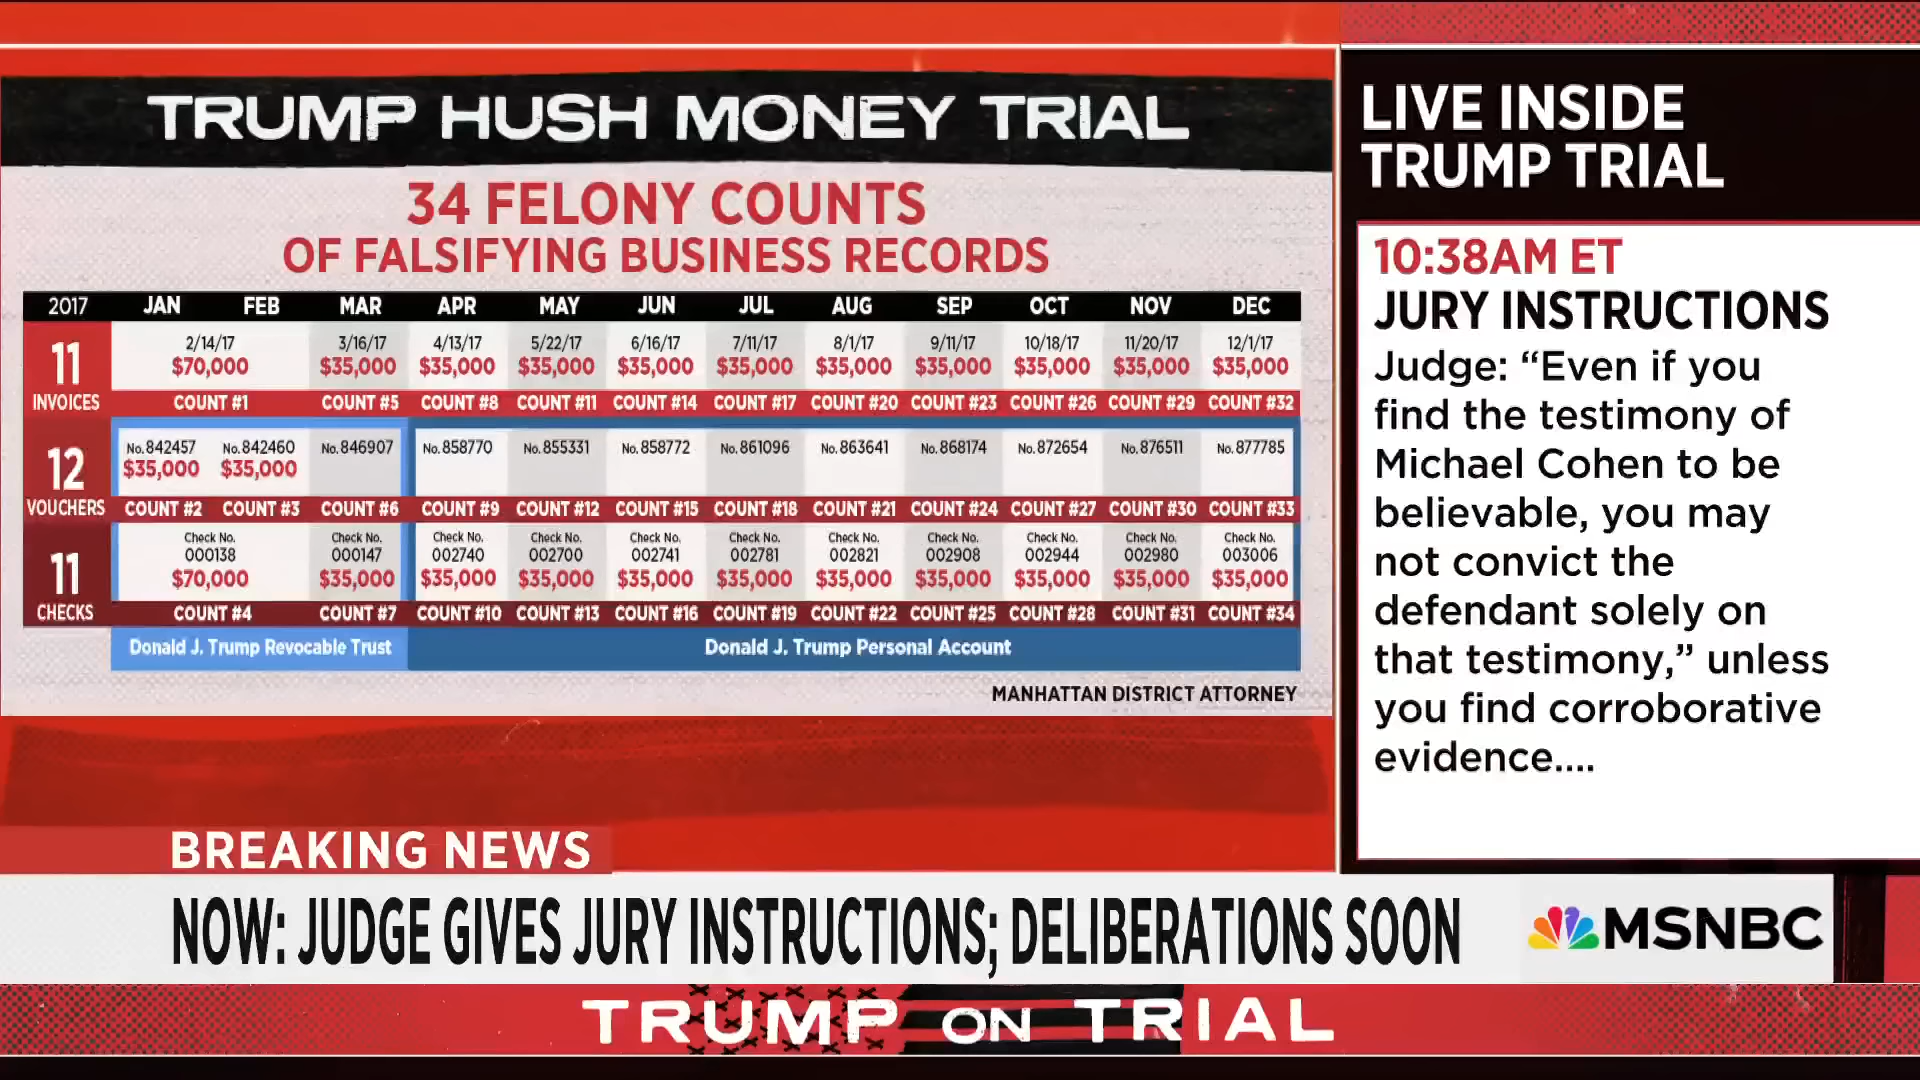 TRUMP HUSH MONEY TRIAL
34 FELONY COUNTS
OF FALSIFYING BUSINESS RECORDS
2017 JAN FEB MAR APR MAY JUN JUL AUG SEP OCT NOV DEC
2/14/17 3/16/17 4/13/17 5/22/17 6/16/17 7/11/17 8/1/17 9/11/17 10/18/17 11/20/17 12/1/17
11 $70,000 $35,000 $35,000 $35,000 $35,000 $35,000 $35,000 $35,000 $35,000 $35,000 $35,000
INVOICES COUNT #1 COUNT #5 COUNT #8 COUNT #11 COUNT #14 COUNT #17 COUNT #20 COUNT #23 COUNT #26 COUNT #29 COUNT #32
No. 842457 No. 842460 No. 846907 No. 858770 No. 855331 No. 858772 No. 861096 No. 863641 No. 868174 No. 872654 No. 876511 No. 877785
12 $35,000 $35,000
VOUCHERS COUNT #2 COUNT #3 COUNT #6 COUNT #9 COUNT #12 COUNT #15 COUNT #18 COUNT #21 COUNT #24 COUNT #27 COUNT #30 COUNT #33
Check No. Check No. Check No. Check No. Check No. Check No. Check No. Check No. Check No. Check No. Check No.
000138 000147 002740 002700 002741 002781 002821 002908 002944 002980 003006
11 $70,000 $35,000 $35,000 $35,000 $35,000 $35,000 $35,000 $35,000 $35,000 $35,000 $35,000
CHECKS COUNT #4 COUNT #7 COUNT #10 COUNT #13 COUNT #16 COUNT #19 COUNT #22 COUNT #25 COUNT #28 COUNT #31 COUNT #34
Donald J. Trump Revocable Trust Donald J. Trump Personal Account
MANHATTAN DISTRICT ATTORNEY
LIVE INSIDE
TRUMP TRIAL
10:38AM ET
JURY INSTRUCTIONS
Judge: “Even if you
find the testimony of
Michael Cohen to be
believable, you may
not convict the
defendant solely on
that testimony,” unless
you find corroborative
evidence....
BREAKING NEWS
NOW: JUDGE GIVES JURY INSTRUCTIONS; DELIBERATIONS SOON
MSNBC
TRUMP ON TRIAL